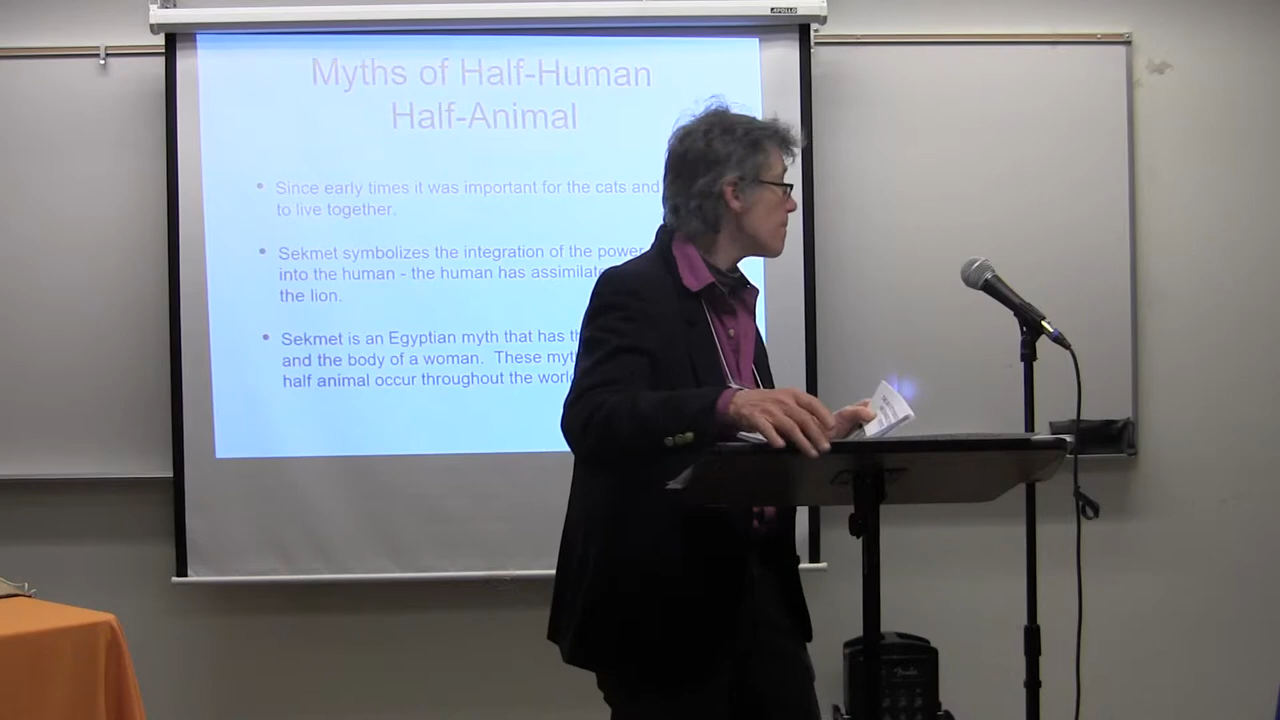 APOLLO
Myths of Half-Human
Half-Animal
Since early times it was important for the cats and
to live together.
Sekmet symbolizes the integration of the power
into the human - the human has assimilate
the lion.
Sekmet is an Egyptian myth that has th
and the body of a woman. These myt
half animal occur throughout the world
Fender